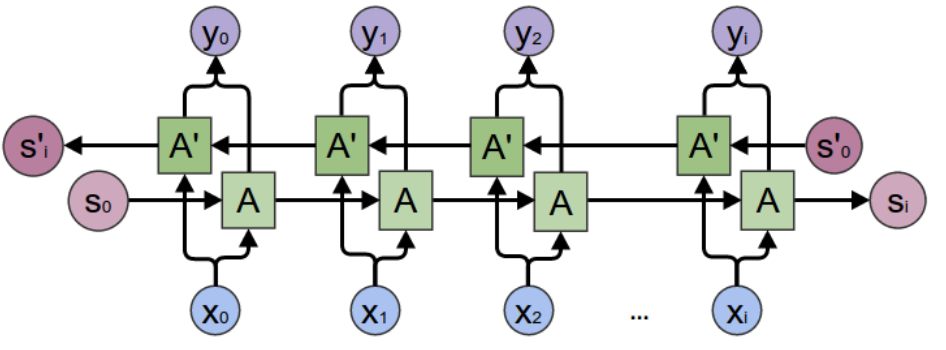 y₀ y₁ y₂ yᵢ
s'ᵢ A' A' A' A' s'₀
s₀ A A A A sᵢ
x₀ x₁ x₂ ... xᵢ